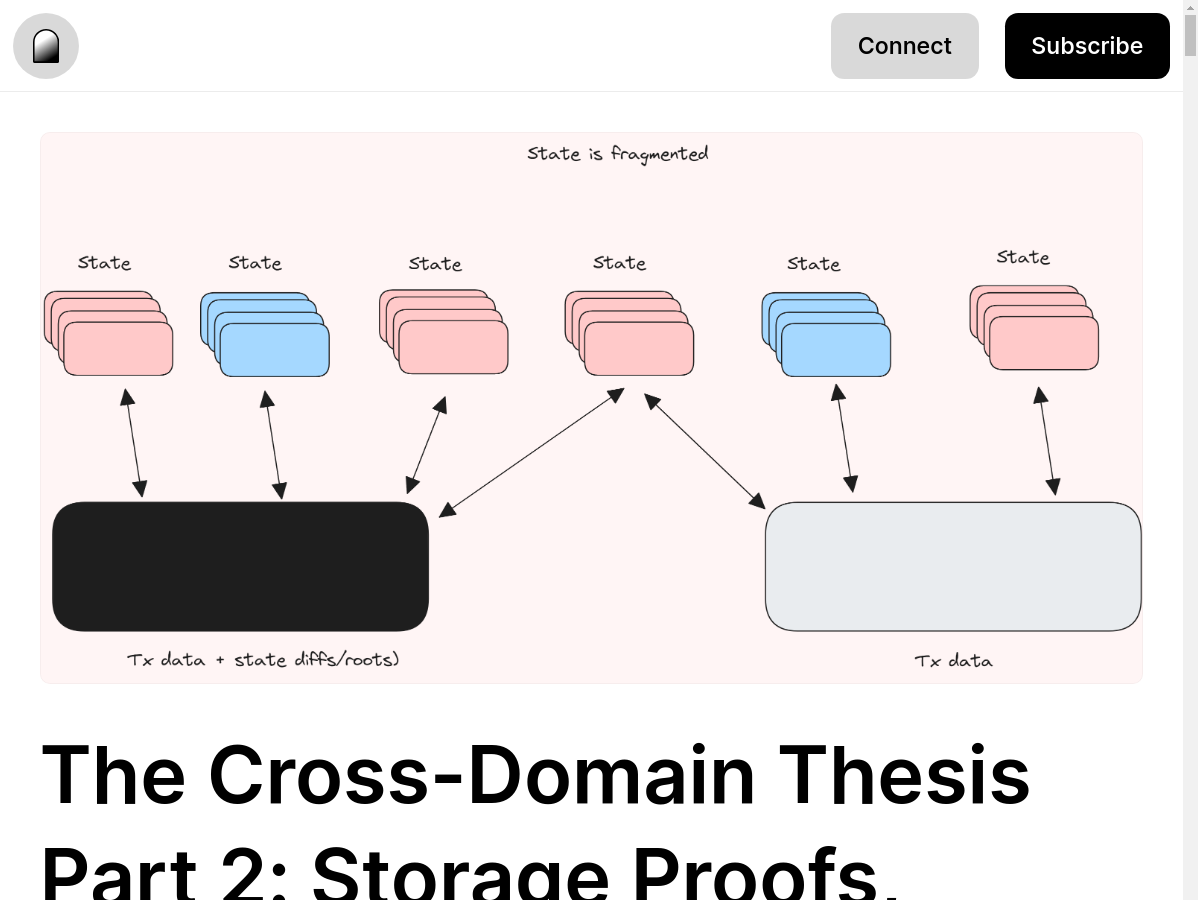 Connect
Subscribe
State is fragmented
State
State
State
State
State
State
Tx data + state diffs/roots)
Tx data
The Cross-Domain Thesis
Part 2: Storage Proofs,